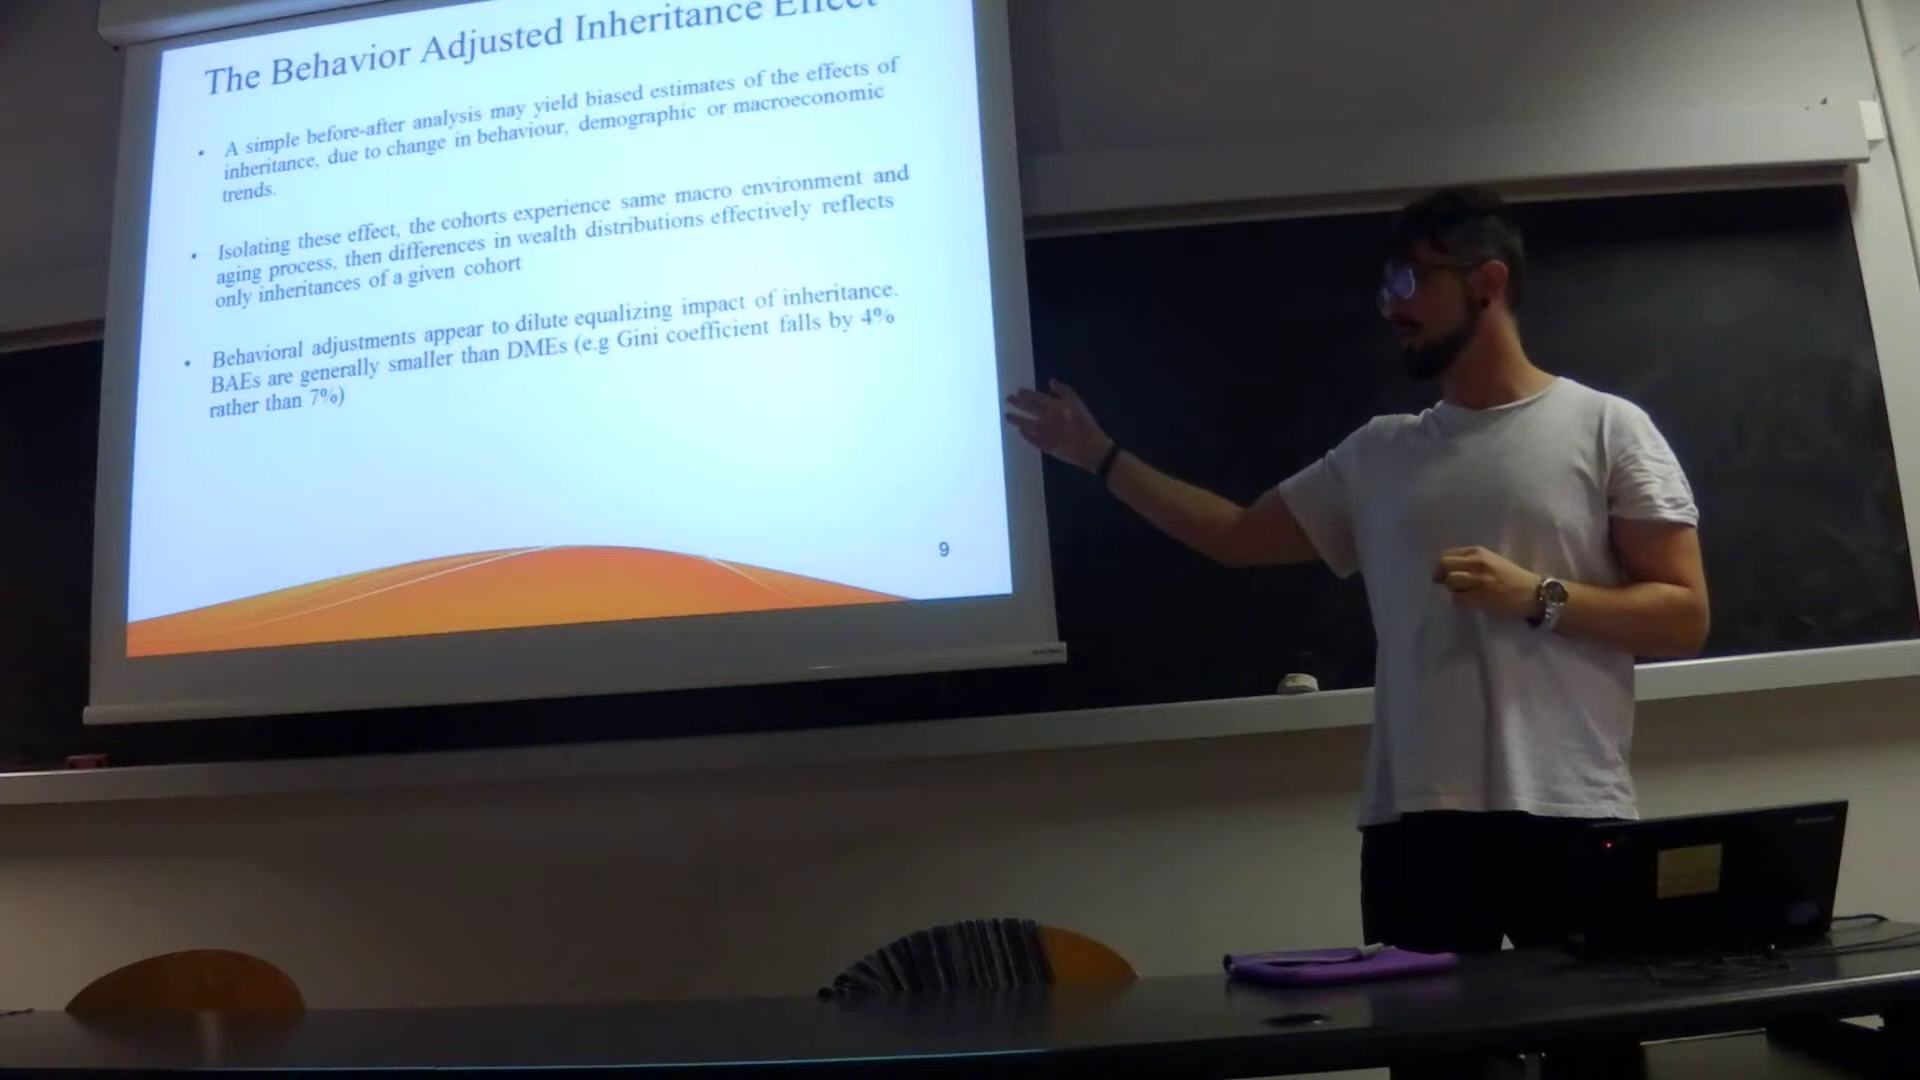 The Behavior Adjusted Inheritance Effect
• A simple before-after analysis may yield biased estimates of the effects of
inheritance, due to change in behaviour, demographic or macroeconomic
trends.
• Isolating these effect, the cohorts experience same macro environment and
aging process, then differences in wealth distributions effectively reflects
only inheritances of a given cohort
• Behavioral adjustments appear to dilute equalizing impact of inheritance.
BAEs are generally smaller than DMEs (e.g Gini coefficient falls by 4%
rather than 7%)
9